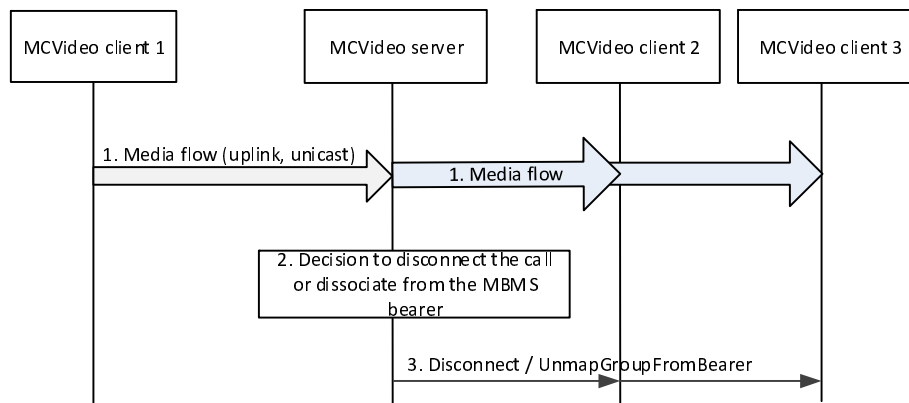 MCVideo client 1
MCVideo server
MCVideo client 2
MCVideo client 3
1. Media flow (uplink, unicast)
1. Media flow
2. Decision to disconnect the call
or dissociate from the MBMS
bearer
3. Disconnect / UnmapGroupFromBearer